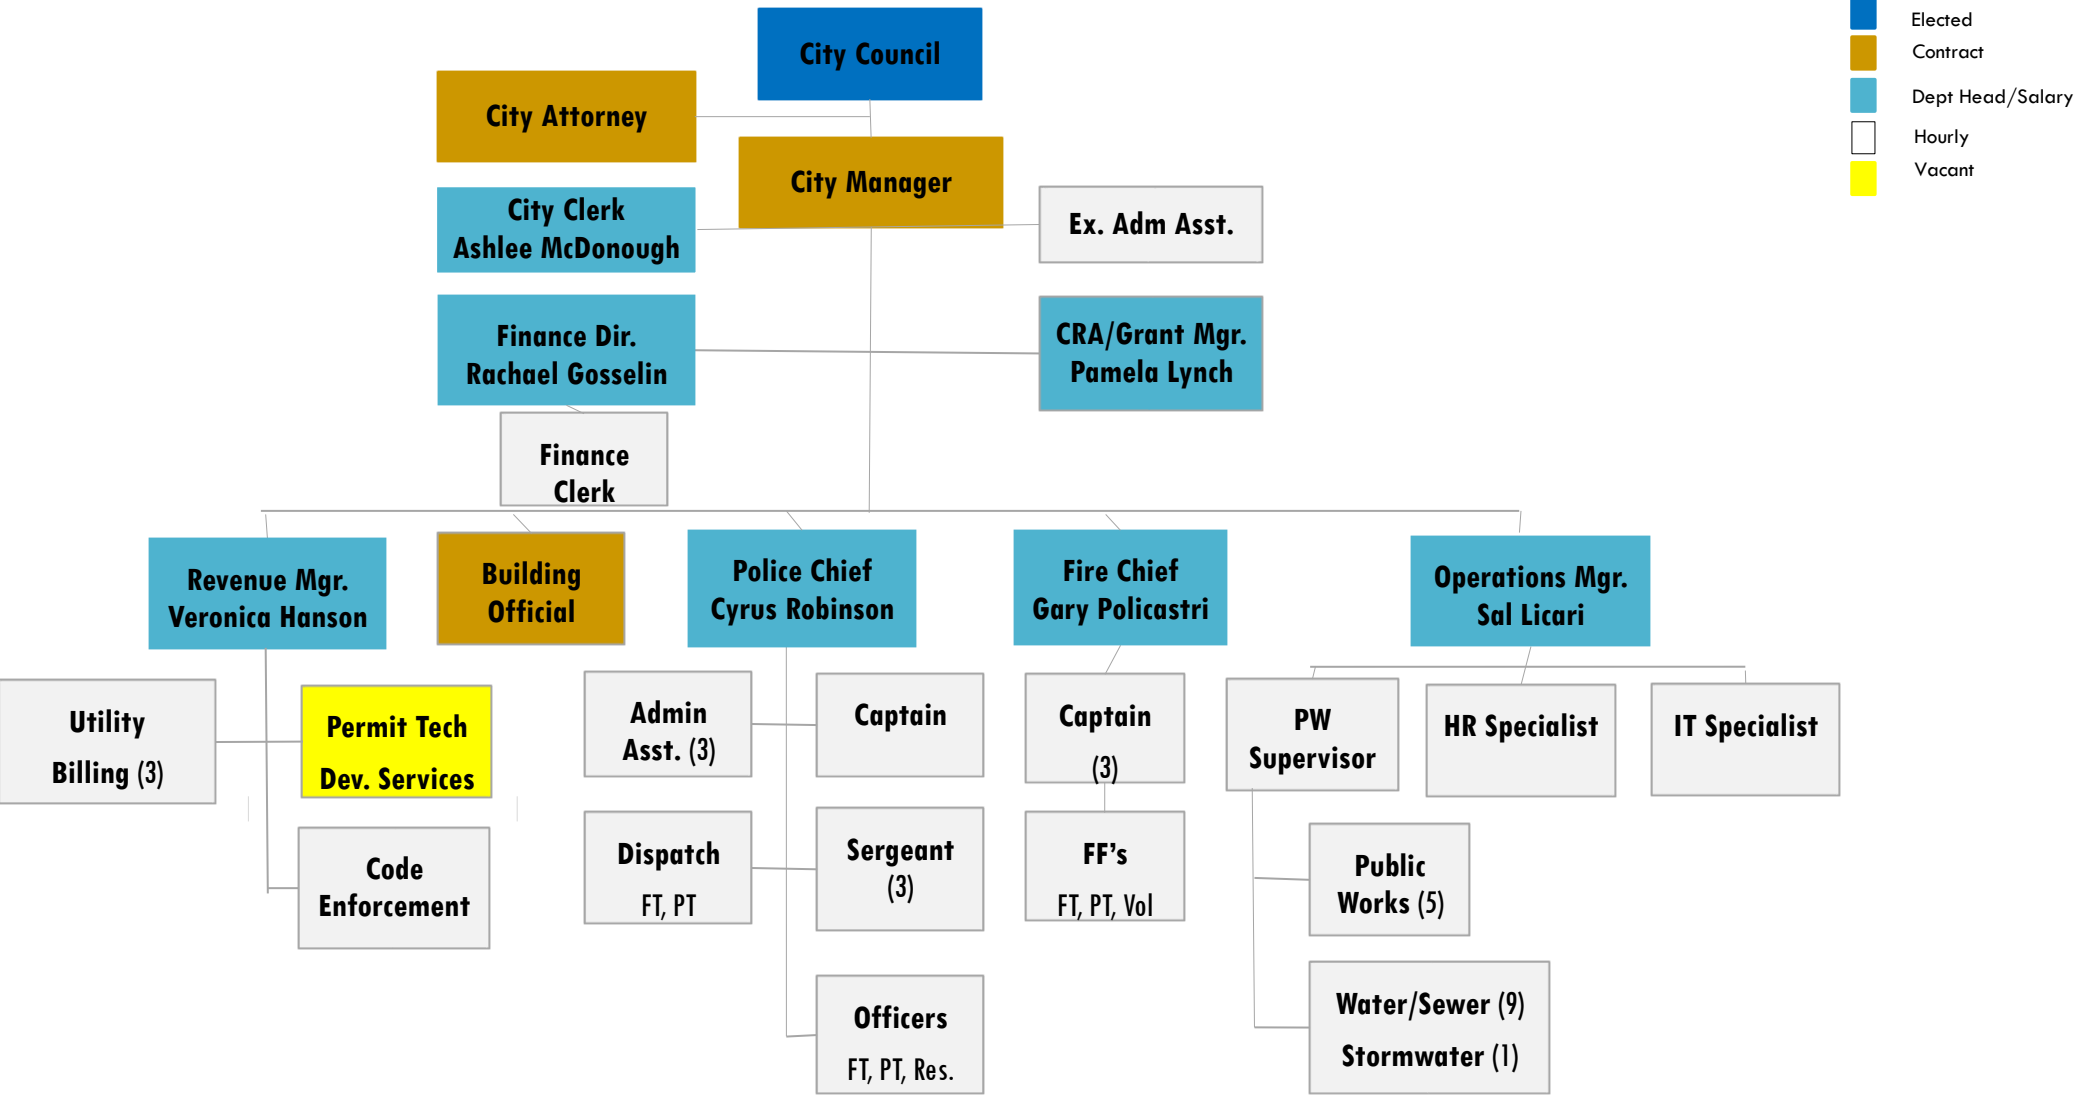 City Council
City Attorney
City Manager
City Clerk
Ashlee McDonough
Ex. Adm Asst.
Finance Dir.
Rachael Gosselin
CRA/Grant Mgr.
Pamela Lynch
Finance
Clerk
Elected
Contract
Dept Head/Salary
Hourly
Vacant
Revenue Mgr.
Veronica Hanson
Building
Official
Police Chief
Cyrus Robinson
Fire Chief
Gary Policastri
Operations Mgr.
Sal Licari
Utility
Billing (3)
Permit Tech
Dev. Services
Code
Enforcement
Admin
Asst. (3)
Captain
Dispatch
FT, PT
Sergeant
(3)
Officers
FT, PT, Res.
Captain
(3)
FF’s
FT, PT, Vol
PW
Supervisor
HR Specialist
IT Specialist
Public
Works (5)
Water/Sewer (9)
Stormwater (1)